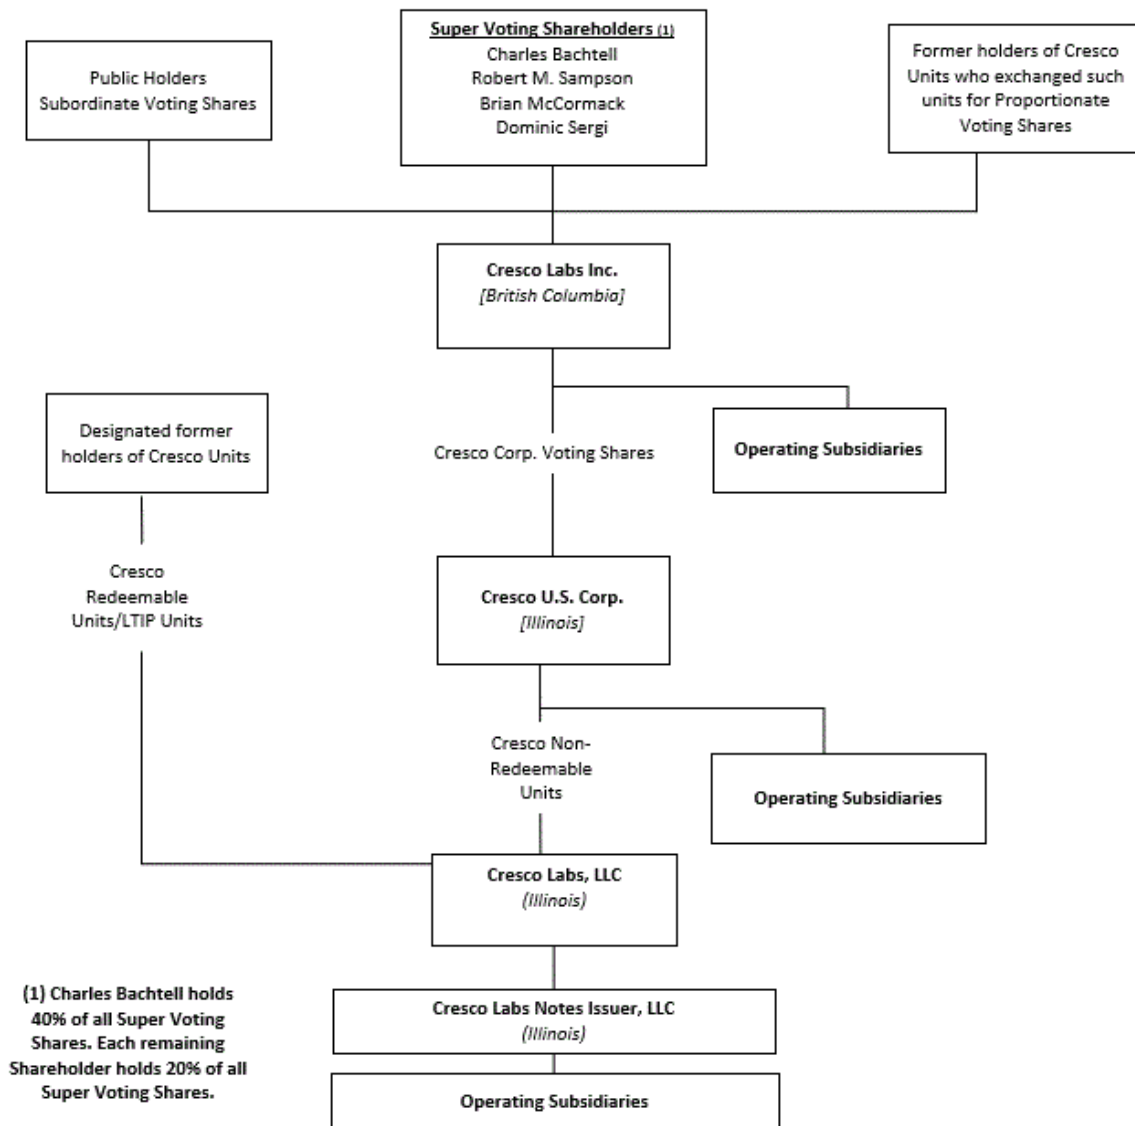 Super Voting Shareholders (1)
Charles Bachtell
Robert M. Sampson
Brian McCormack
Dominic Sergi
Public Holders
Subordinate Voting Shares
Former holders of Cresco
Units who exchanged such
units for Proportionate
Voting Shares
Cresco Labs Inc.
[British Columbia]
Designated former
holders of Cresco Units
Cresco Corp. Voting Shares
Operating Subsidiaries
Cresco
Redeemable
Units/LTIP Units
Cresco U.S. Corp.
[Illinois]
Cresco Non-
Redeemable
Units
Operating Subsidiaries
Cresco Labs, LLC
(Illinois)
(1) Charles Bachtell holds
40% of all Super Voting
Shares. Each remaining
Shareholder holds 20% of all
Super Voting Shares.
Cresco Labs Notes Issuer, LLC
(Illinois)
Operating Subsidiaries